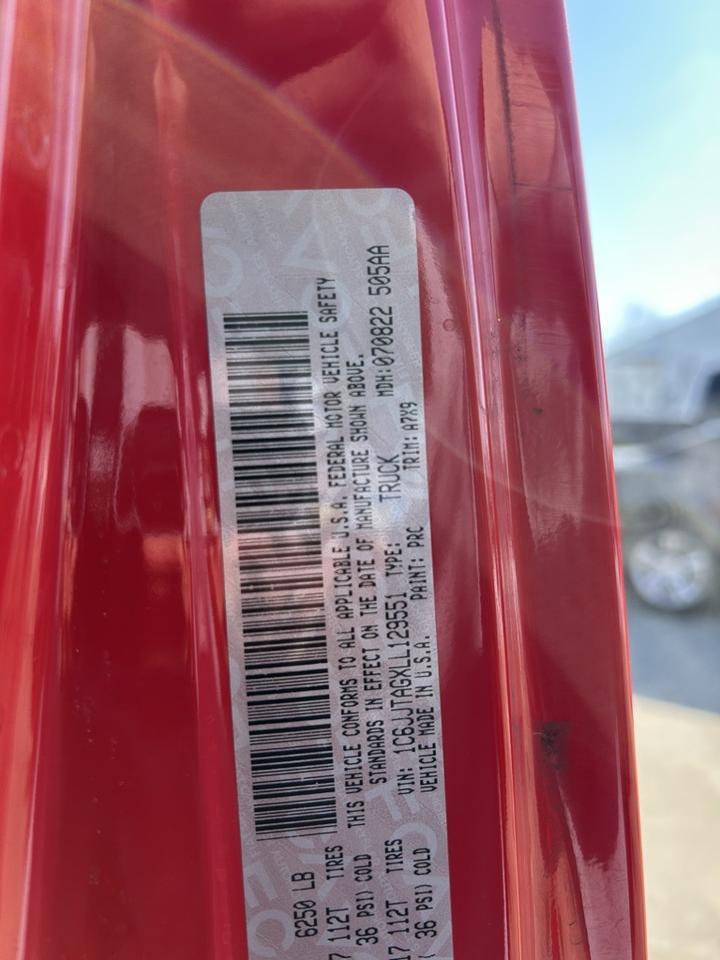 6250 LB
7 112T TIRES
36 PSI) COLD
THIS VEHICLE CONFORMS TO ALL APPLICABLE U.S.A. FEDERAL MOTOR VEHICLE SAFETY
STANDARDS IN EFFECT ON THE DATE OF MANUFACTURE SHOWN ABOVE.
17 112T TIRES
( 36 PSI) COLD
VIN: 1C6JJTAGXLL129551 TYPE: TRUCK MDH:070822 505AA
VEHICLE MADE IN U.S.A. PAINT: PRC TRIM: A7X9